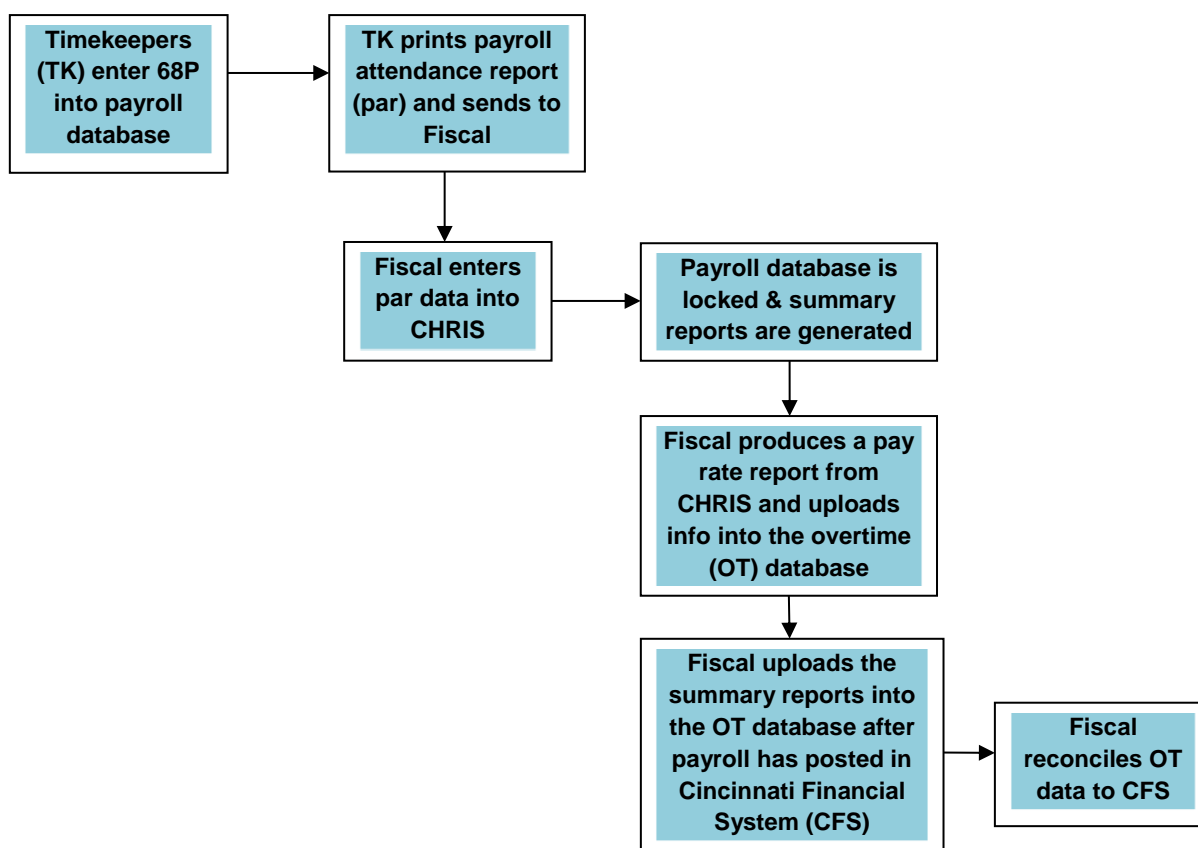 Timekeepers
(TK) enter 68P
into payroll
database
TK prints payroll
attendance report
(par) and sends to
Fiscal
Fiscal enters
par data into
CHRIS
Payroll database is
locked & summary
reports are generated
Fiscal produces a pay
rate report from
CHRIS and uploads
info into the overtime
(OT) database
Fiscal uploads the
summary reports into
the OT database after
payroll has posted in
Cincinnati Financial
System (CFS)
Fiscal
reconciles OT
data to CFS